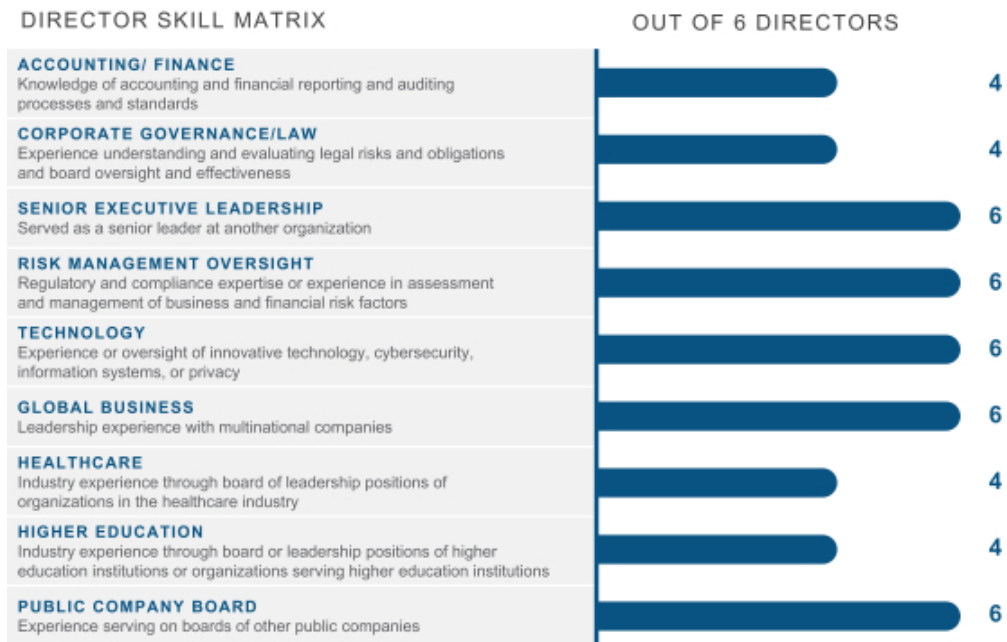 DIRECTOR SKILL MATRIX
OUT OF 6 DIRECTORS
ACCOUNTING/ FINANCE
Knowledge of accounting and financial reporting and auditing
processes and standards
4
CORPORATE GOVERNANCE/LAW
Experience understanding and evaluating legal risks and obligations
and board oversight and effectiveness
4
SENIOR EXECUTIVE LEADERSHIP
Served as a senior leader at another organization
6
RISK MANAGEMENT OVERSIGHT
Regulatory and compliance expertise or experience in assessment
and management of business and financial risk factors
6
TECHNOLOGY
Experience or oversight of innovative technology, cybersecurity,
information systems, or privacy
6
GLOBAL BUSINESS
Leadership experience with multinational companies
6
HEALTHCARE
Industry experience through board of leadership positions of
organizations in the healthcare industry
4
HIGHER EDUCATION
Industry experience through board or leadership positions of higher
education institutions or organizations serving higher education institutions
4
PUBLIC COMPANY BOARD
Experience serving on boards of other public companies
6